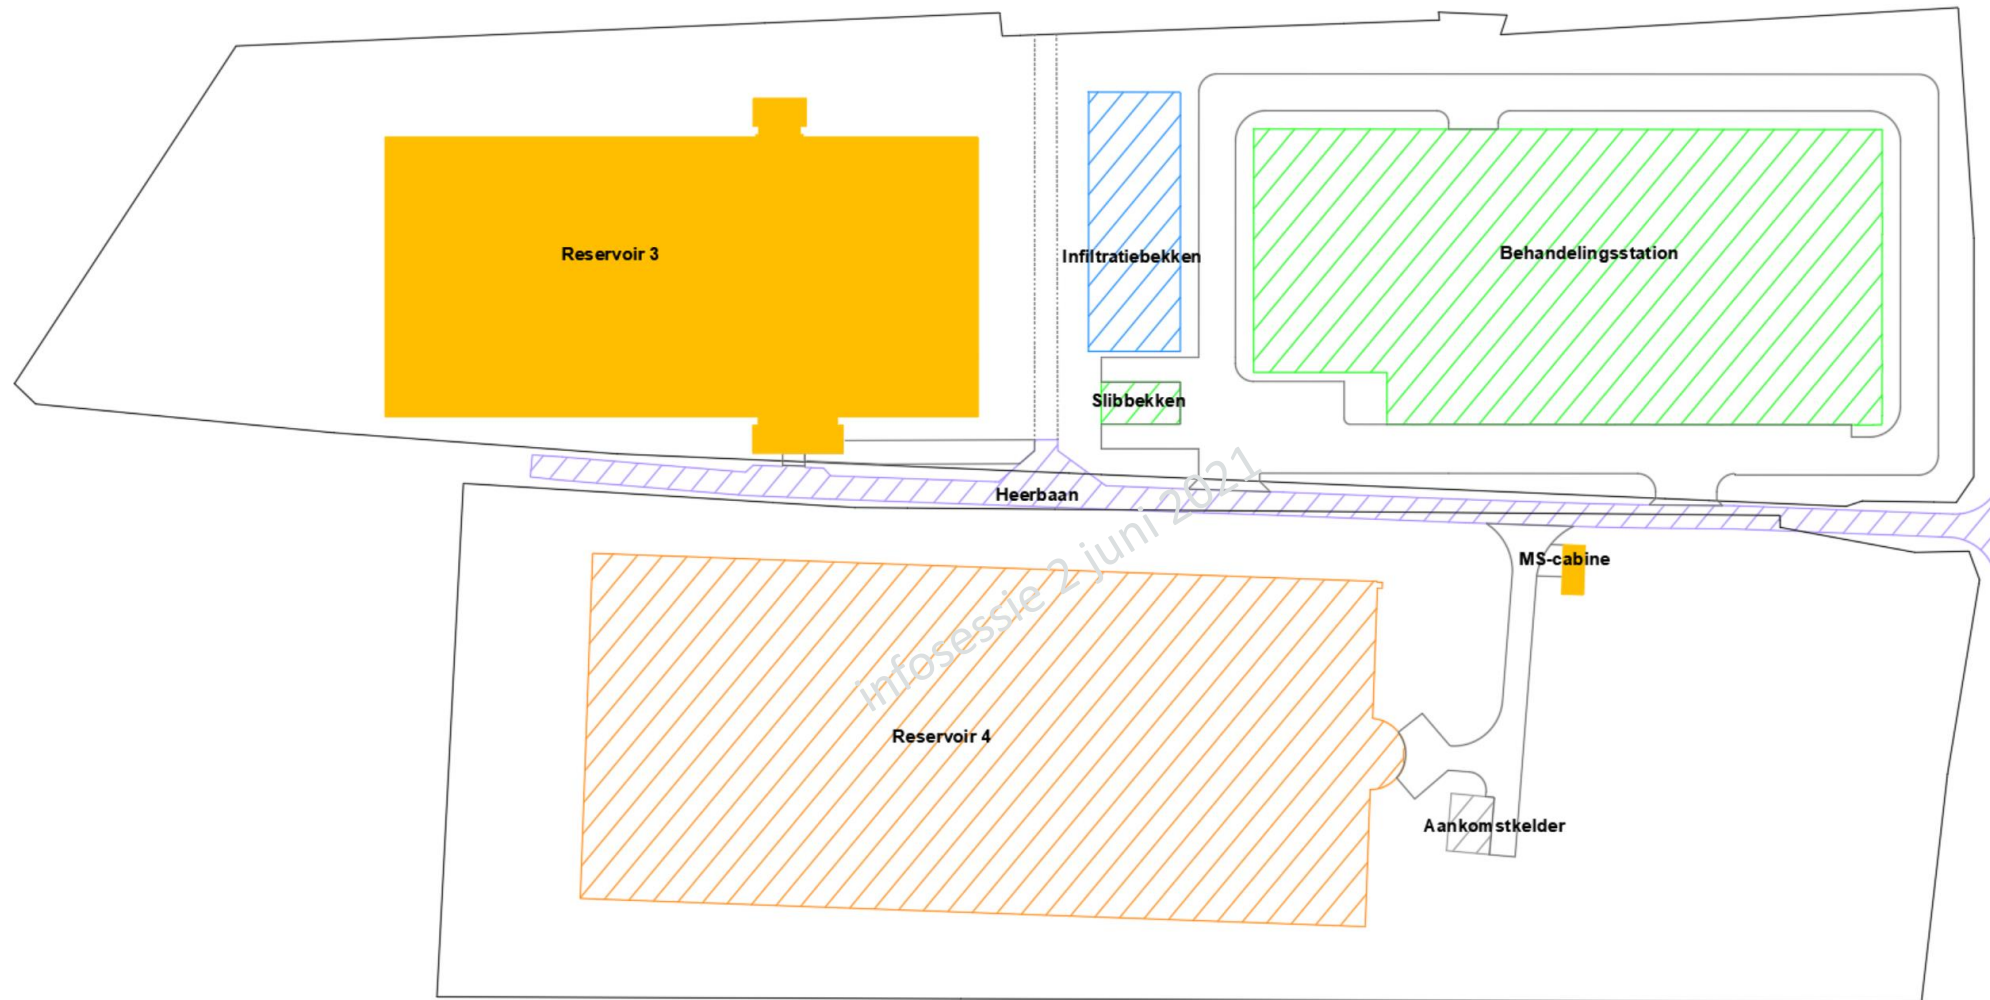 Reservoir 3
Infiltratiebekken
Behandelingsstation
Slibbekken
Heerbaan
MS-cabine
infosessie 2 juni 2021
Reservoir 4
Aankomstkelder